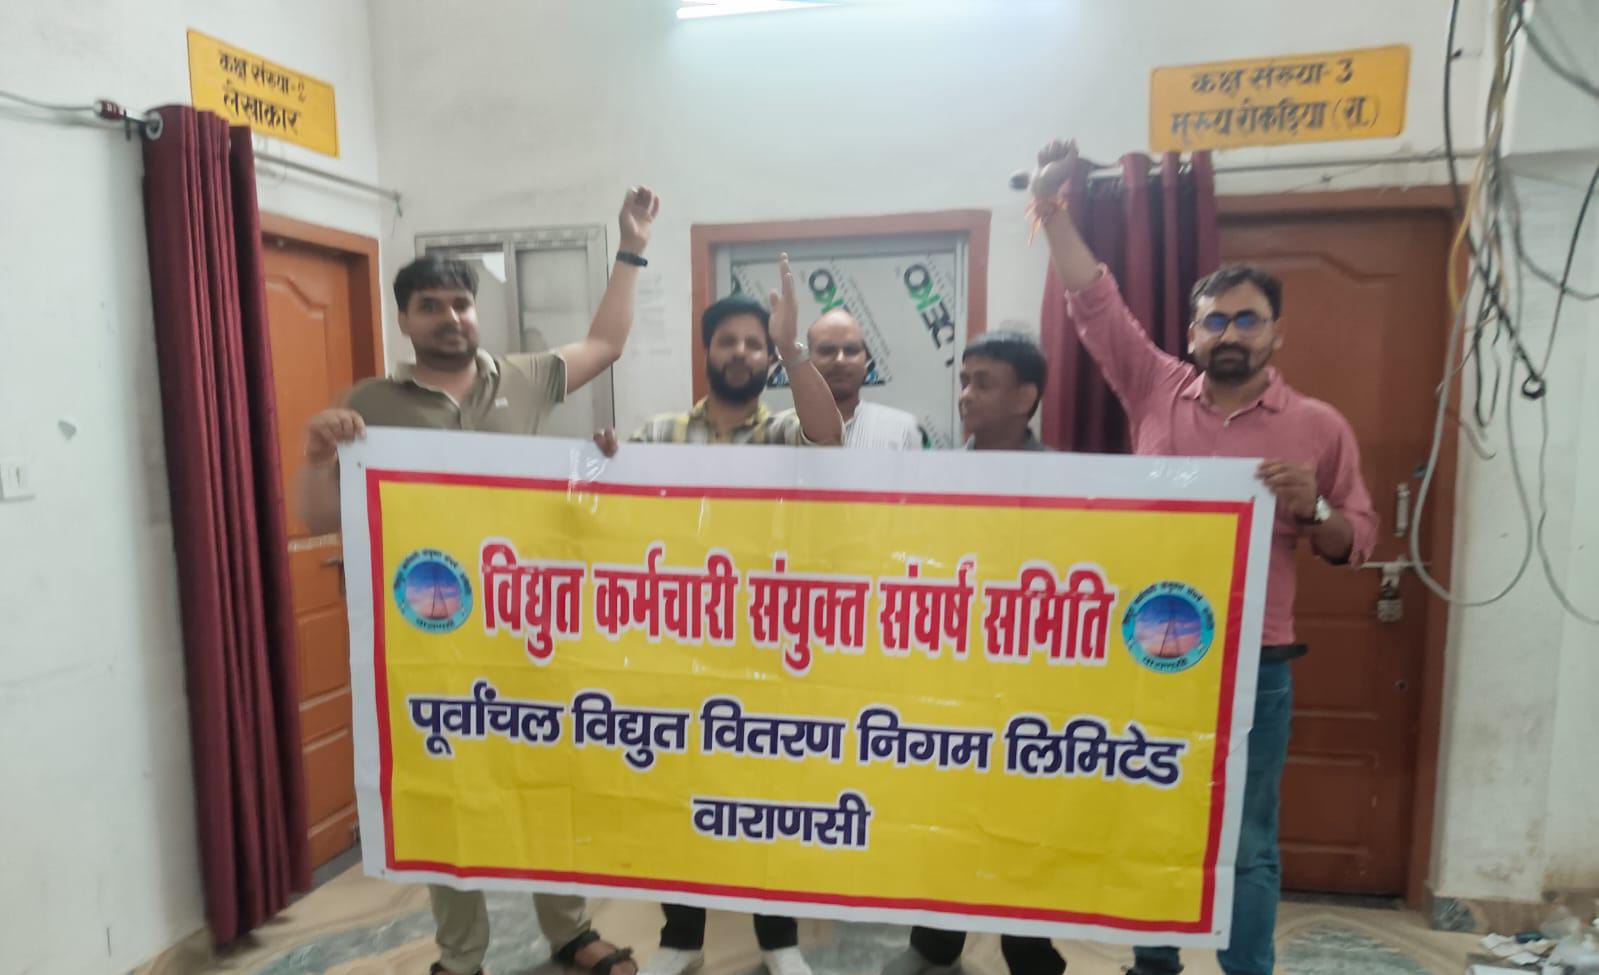 कक्ष संख्या-2
लेखाकार
कक्ष संख्या-3
मुख्य रोकड़िया (रा.)
विद्युत कर्मचारी संयुक्त संघर्ष समिति
पूर्वांचल विद्युत वितरण निगम लिमिटेड
वाराणसी